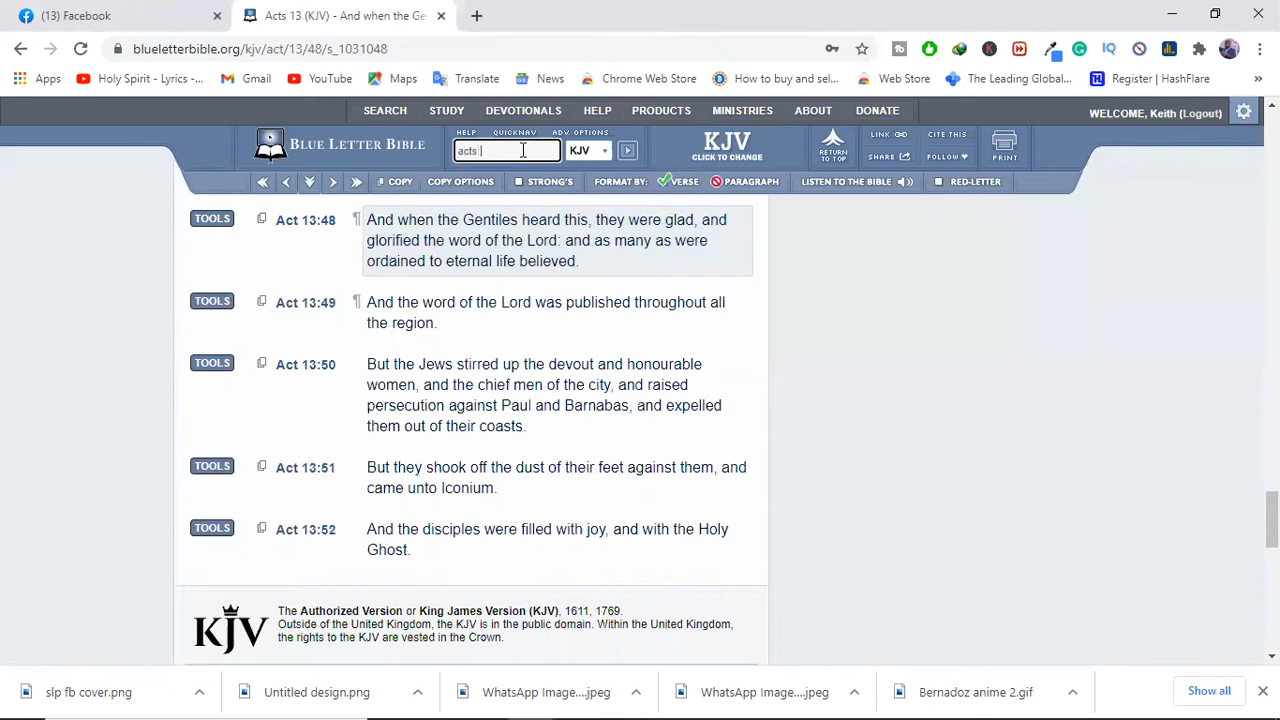 (13) Facebook
Acts 13 (KJV) - And when the Ge
blueletterbible.org/kjv/act/13/48/s_1031048
Apps
Holy Spirit - Lyrics -...
Gmail
YouTube
Maps
Translate
News
Chrome Web Store
How to buy and sel...
Web Store
The Leading Global...
Register | HashFlare
SEARCH STUDY DEVOTIONALS HELP PRODUCTS MINISTRIES ABOUT DONATE
WELCOME, Keith (Logout)
BLUE LETTER BIBLE
HELP QUICKNAV ADV. OPTIONS
acts
KJV
KJV
CLICK TO CHANGE
RETURN
TO TOP
LINK
SHARE
CITE THIS
FOLLOW
PRINT
COPY COPY OPTIONS STRONG'S FORMAT BY: VERSE PARAGRAPH LISTEN TO THE BIBLE RED-LETTER
TOOLS Act 13:48 ¶ And when the Gentiles heard this, they were glad, and
glorified the word of the Lord: and as many as were
ordained to eternal life believed.
TOOLS Act 13:49 ¶ And the word of the Lord was published throughout all
the region.
TOOLS Act 13:50 But the Jews stirred up the devout and honourable
women, and the chief men of the city, and raised
persecution against Paul and Barnabas, and expelled
them out of their coasts.
TOOLS Act 13:51 But they shook off the dust of their feet against them, and
came unto Iconium.
TOOLS Act 13:52 And the disciples were filled with joy, and with the Holy
Ghost.
KJV
The Authorized Version or King James Version (KJV), 1611, 1769.
Outside of the United Kingdom, the KJV is in the public domain. Within the United Kingdom,
the rights to the KJV are vested in the Crown.
slp fb cover.png
Untitled design.png
WhatsApp Image....jpeg
WhatsApp Image....jpeg
Bernadoz anime 2.gif
Show all